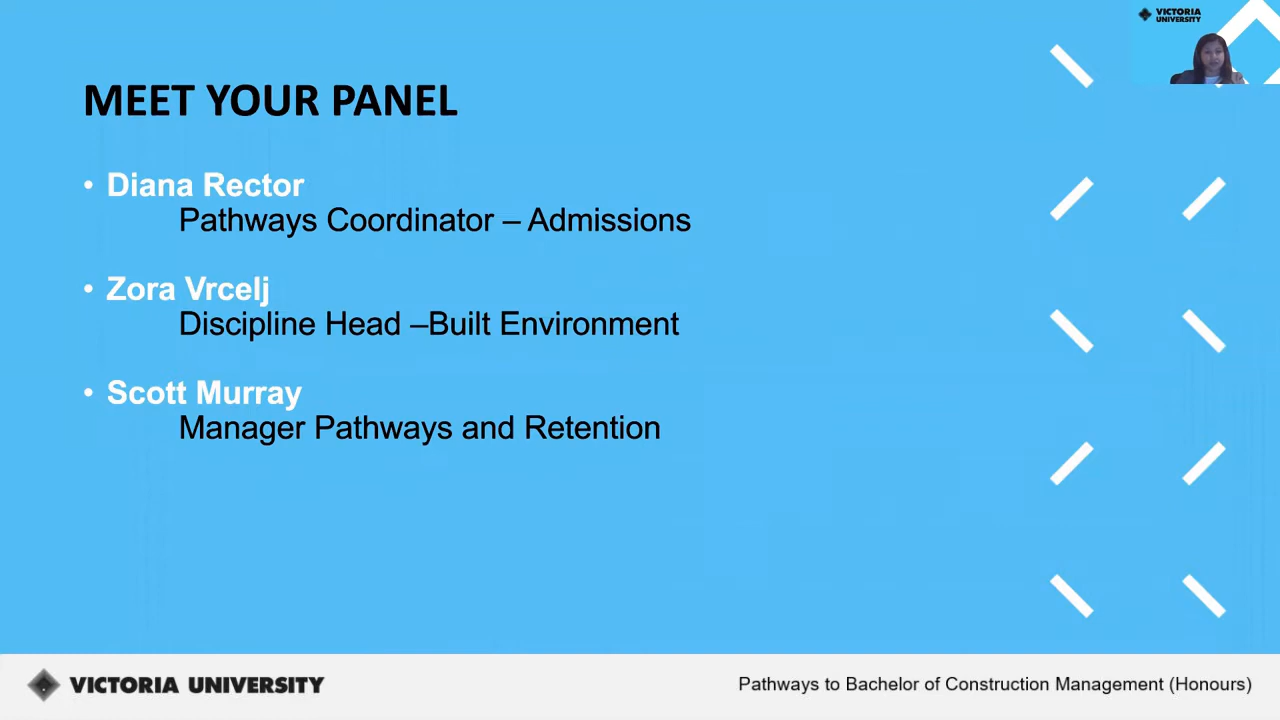 VICTORIA
UNIVERSITY
MEET YOUR PANEL
• Diana Rector
Pathways Coordinator – Admissions
• Zora Vrcelj
Discipline Head –Built Environment
• Scott Murray
Manager Pathways and Retention
VICTORIA UNIVERSITY
Pathways to Bachelor of Construction Management (Honours)